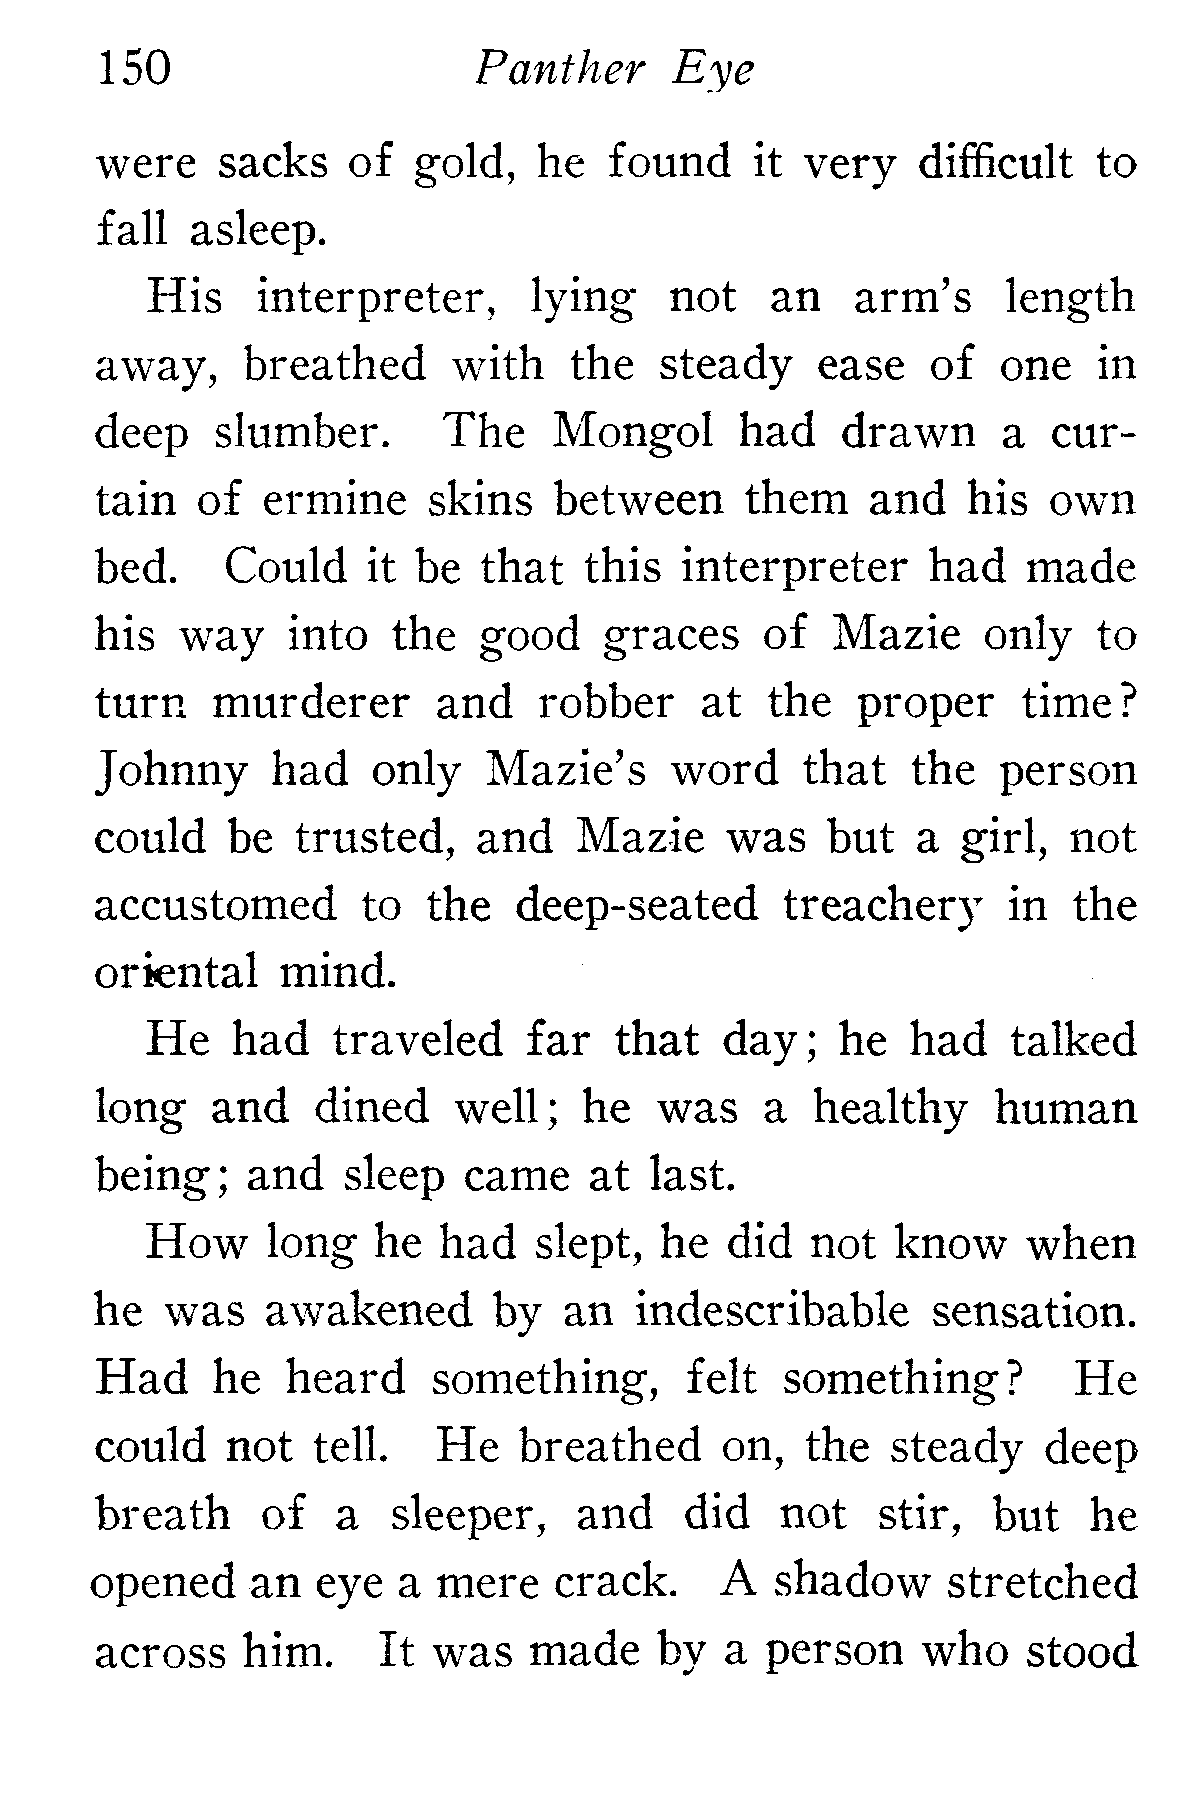 150 Panther Eye
were sacks of gold, he found it very difficult to
fall asleep.
His interpreter, lying not an arm's length
away, breathed with the steady ease of one in
deep slumber. The Mongol had drawn a cur-
tain of ermine skins between them and his own
bed. Could it be that this interpreter had made
his way into the good graces of Mazie only to
turn murderer and robber at the proper time?
Johnny had only Mazie's word that the person
could be trusted, and Mazie was but a girl, not
accustomed to the deep-seated treachery in the
oriental mind.
He had traveled far that day; he had talked
long and dined well; he was a healthy human
being; and sleep came at last.
How long he had slept, he did not know when
he was awakened by an indescribable sensation.
Had he heard something, felt something? He
could not tell. He breathed on, the steady deep
breath of a sleeper, and did not stir, but he
opened an eye a mere crack. A shadow stretched
across him. It was made by a person who stood